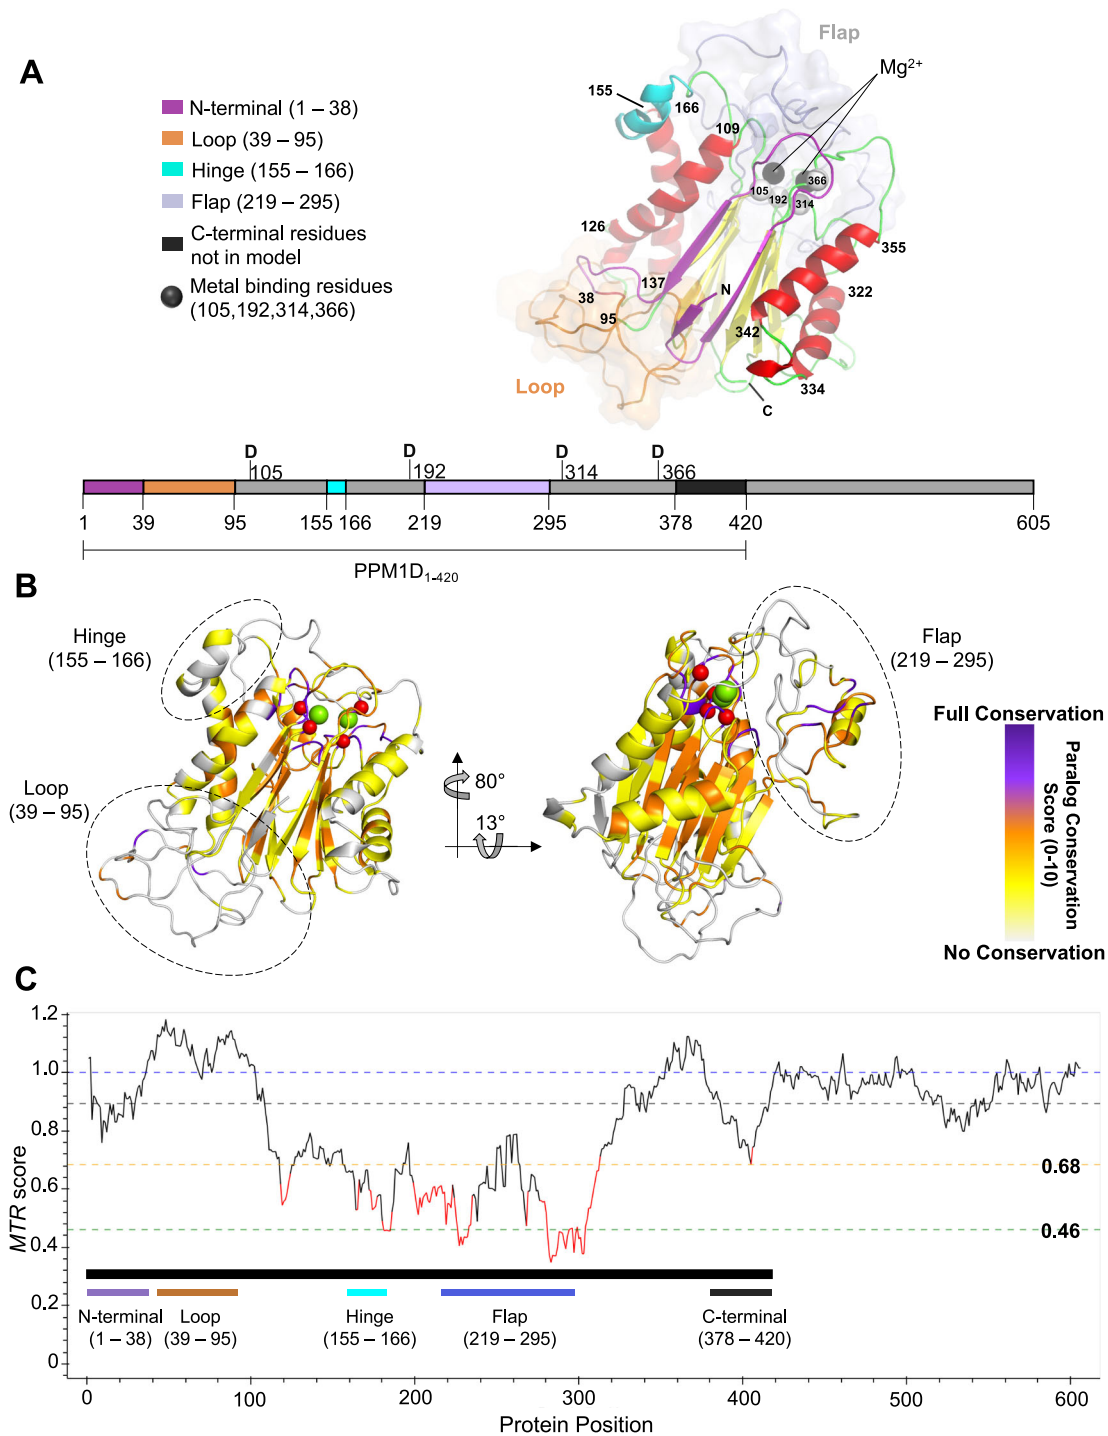 A
N-terminal (1 – 38)
Loop (39 – 95)
Hinge (155 – 166)
Flap (219 – 295)
C-terminal residues
not in model
Metal binding residues
(105,192,314,366)
Flap
Mg2+
155
166
109
105
192
314
366
126
137
38
95
N
355
322
342
334
C
Loop
D
105
D
192
D
314
D
366
1
39
95
155
166
219
295
378
420
605
PPM1D1-420
B
Hinge
(155 – 166)
Loop
(39 – 95)
80°
13°
Flap
(219 – 295)
Full Conservation
Paralog Conservation
Score (0-10)
No Conservation
C
MTR score
1.2
1.0
0.8
0.6
0.4
0.2
0
0.68
0.46
N-terminal
(1 – 38)
Loop
(39 – 95)
Hinge
(155 – 166)
Flap
(219 – 295)
C-terminal
(378 – 420)
0
100
200
300
400
500
600
Protein Position